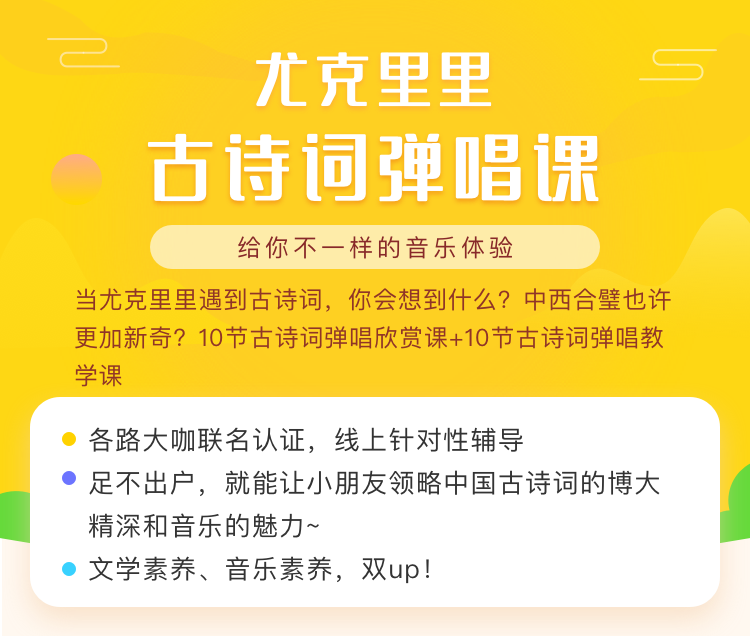 尤克里里
古诗词弹唱课
给你不一样的音乐体验
当尤克里里遇到古诗词，你会想到什么？中西合璧也许
更加新奇？10节古诗词弹唱欣赏课+10节古诗词弹唱教
学课
各路大咖联名认证，线上针对性辅导
足不出户，就能让小朋友领略中国古诗词的博大
精深和音乐的魅力~
文学素养、音乐素养，双up！